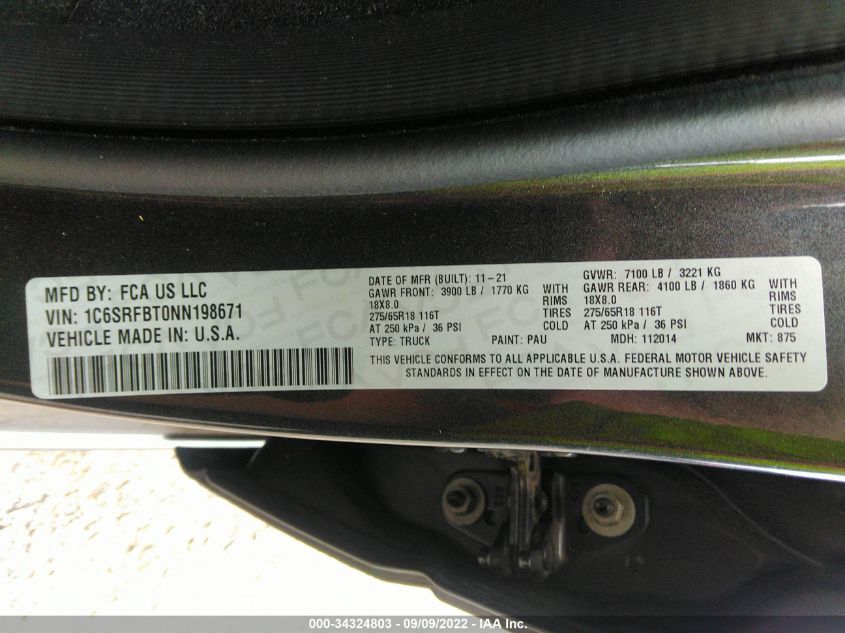 MFD BY: FCA US LLC
VIN: 1C6SRFBT0NN198671
VEHICLE MADE IN: U.S.A.
DATE OF MFR (BUILT): 11-21
GAWR FRONT: 3900 LB / 1770 KG WITH
18X8.0 RIMS
275/65R18 116T TIRES
AT 250 kPa / 36 PSI COLD
TYPE: TRUCK PAINT: PAU
GVWR: 7100 LB / 3221 KG
GAWR REAR: 4100 LB / 1860 KG WITH
18X8.0 RIMS
275/65R18 116T TIRES
AT 250 kPa / 36 PSI COLD
MDH: 112014 MKT: 875
THIS VEHICLE CONFORMS TO ALL APPLICABLE U.S.A. FEDERAL MOTOR VEHICLE SAFETY
STANDARDS IN EFFECT ON THE DATE OF MANUFACTURE SHOWN ABOVE.
000-34324803 - 09/09/2022 - IAA Inc.